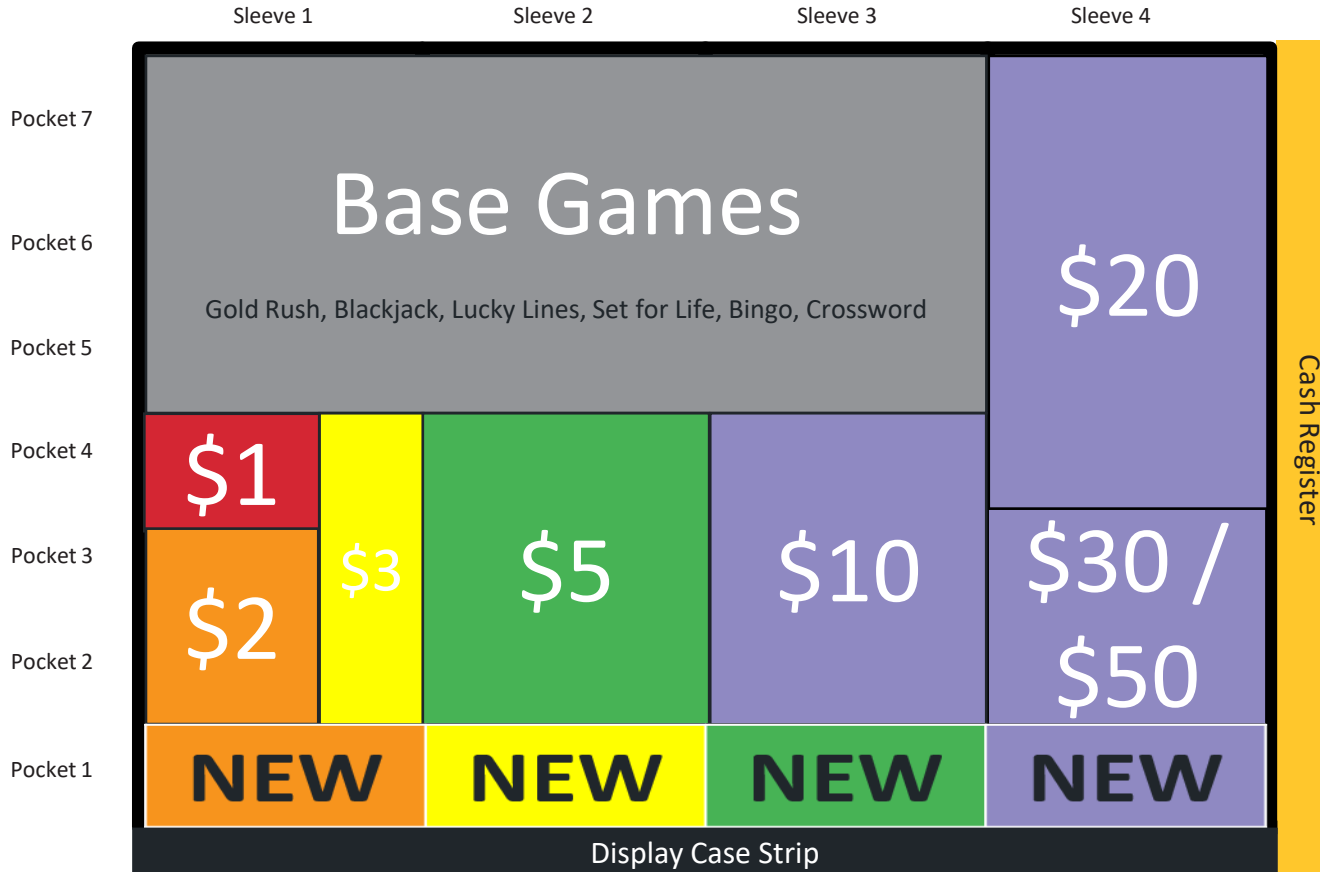 Sleeve 1 Sleeve 2 Sleeve 3 Sleeve 4
Pocket 7
Base Games
Pocket 6
$20
Gold Rush, Blackjack, Lucky Lines, Set for Life, Bingo, Crossword
Pocket 5
Cash Register
Pocket 4
$1
Pocket 3
$3
$5
$10
$30 /
$2
Pocket 2
$50
Pocket 1
NEW NEW NEW NEW
Display Case Strip